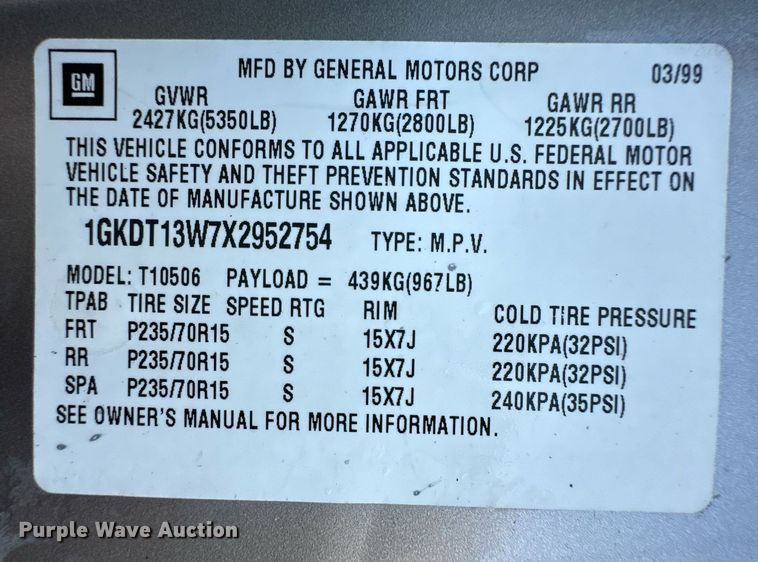 GM
MFD BY GENERAL MOTORS CORP 03/99
GVWR GAWR FRT GAWR RR
2427KG(5350LB) 1270KG(2800LB) 1225KG(2700LB)
THIS VEHICLE CONFORMS TO ALL APPLICABLE U.S. FEDERAL MOTOR
VEHICLE SAFETY AND THEFT PREVENTION STANDARDS IN EFFECT ON
THE DATE OF MANUFACTURE SHOWN ABOVE.
1GKDT13W7X2952754 TYPE: M.P.V.
MODEL: T10506 PAYLOAD = 439KG(967LB)
TPAB TIRE SIZE SPEED RTG RIM COLD TIRE PRESSURE
FRT P235/70R15 S 15X7J 220KPA(32PSI)
RR P235/70R15 S 15X7J 220KPA(32PSI)
SPA P235/70R15 S 15X7J 240KPA(35PSI)
SEE OWNER'S MANUAL FOR MORE INFORMATION.
Purple Wave Auction